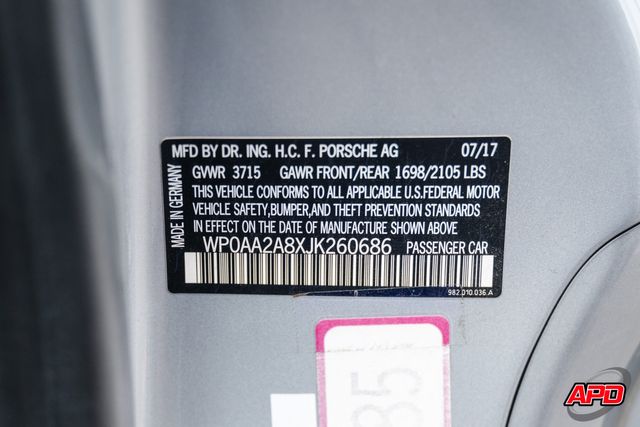 MFD BY DR. ING. H.C. F. PORSCHE AG 07/17
GVWR 3715 GAWR FRONT/REAR 1698/2105 LBS
THIS VEHICLE CONFORMS TO ALL APPLICABLE U.S.FEDERAL MOTOR
VEHICLE SAFETY,BUMPER,AND THEFT PREVENTION STANDARDS
IN EFFECT ON THE DATE OF MANUFACTURE SHOWN ABOVE
WP0AA2A8XJK260686 PASSENGER CAR
MADE IN GERMANY
982.010.036.A
85
APD